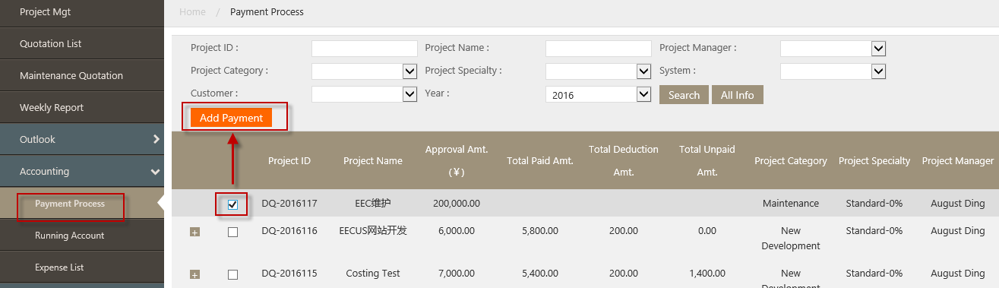 Project Mgt
Quotation List
Maintenance Quotation
Weekly Report
Outlook
Accounting
Payment Process
Running Account
Expense List
Home / Payment Process
Project ID : Project Name : Project Manager :
Project Category : Project Specialty : System :
Customer : Year : 2016 Search All Info
Add Payment
Project ID Project Name Approval Amt. (¥) Total Paid Amt. Total Deduction Amt. Total Unpaid Amt. Project Category Project Specialty Project Manager
DQ-2016117 EEC维护 200,000.00 Maintenance Standard-0% August Ding
DQ-2016116 EECUS网站开发 6,000.00 5,800.00 200.00 0.00 New Development Standard-0% August Ding
DQ-2016115 Costing Test 7,000.00 5,400.00 200.00 1,400.00 New Development Standard-0% August Ding